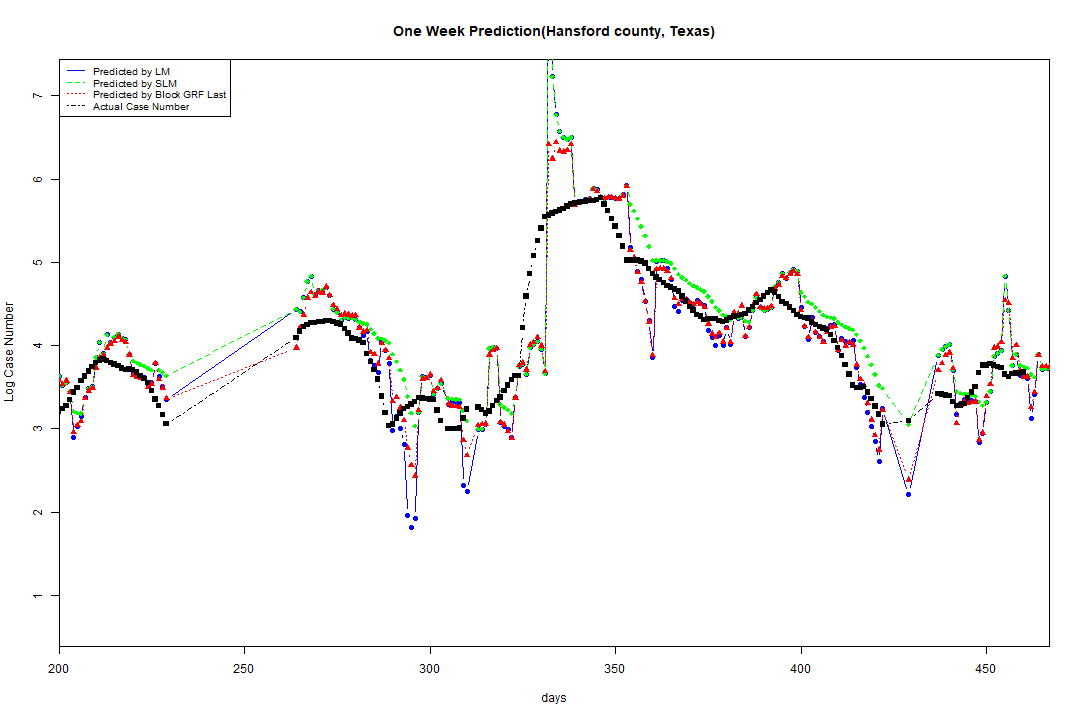 One Week Prediction(Hansford county, Texas)
Predicted by LM
Predicted by SLM
Predicted by Block GRF Last
Actual Case Number
7
6
5
4
3
2
1
Log Case Number
200 250 300 350 400 450
days